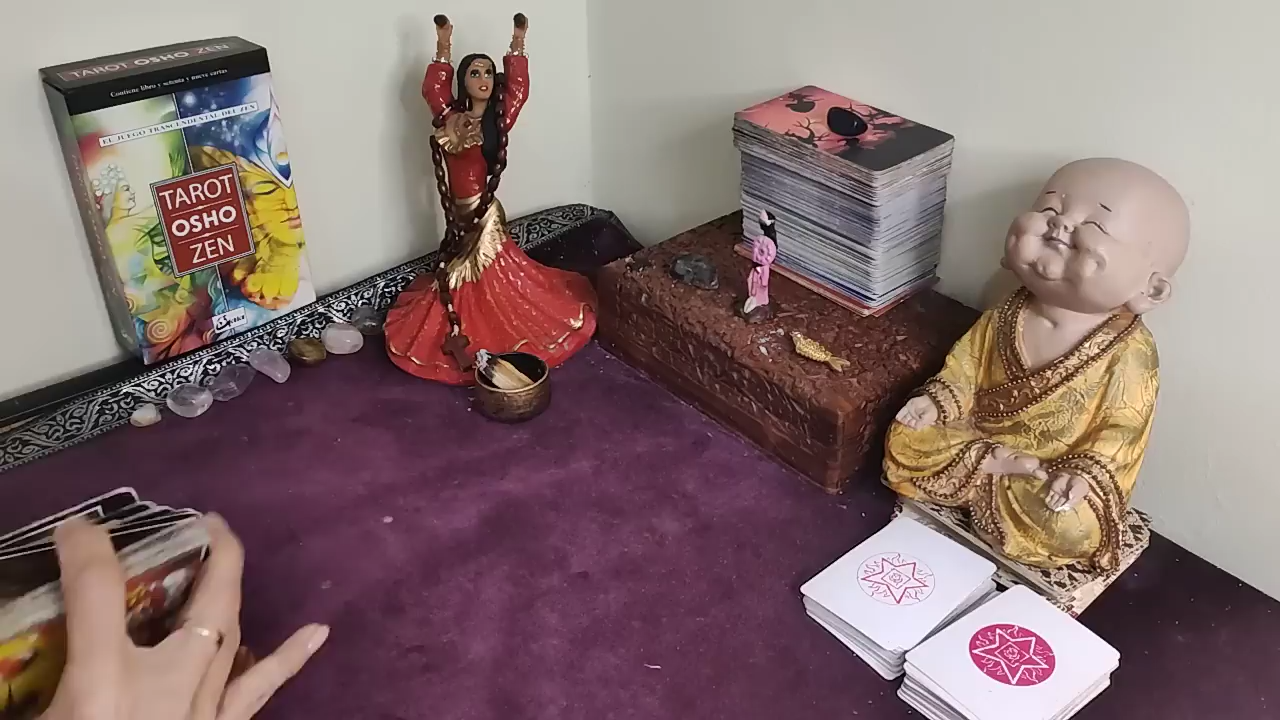 TAROT OSHO ZEN
Contiene libro y setenta y nueve cartas
EL JUEGO TRASCENDENTAL DEL ZEN
TAROT
OSHO
ZEN